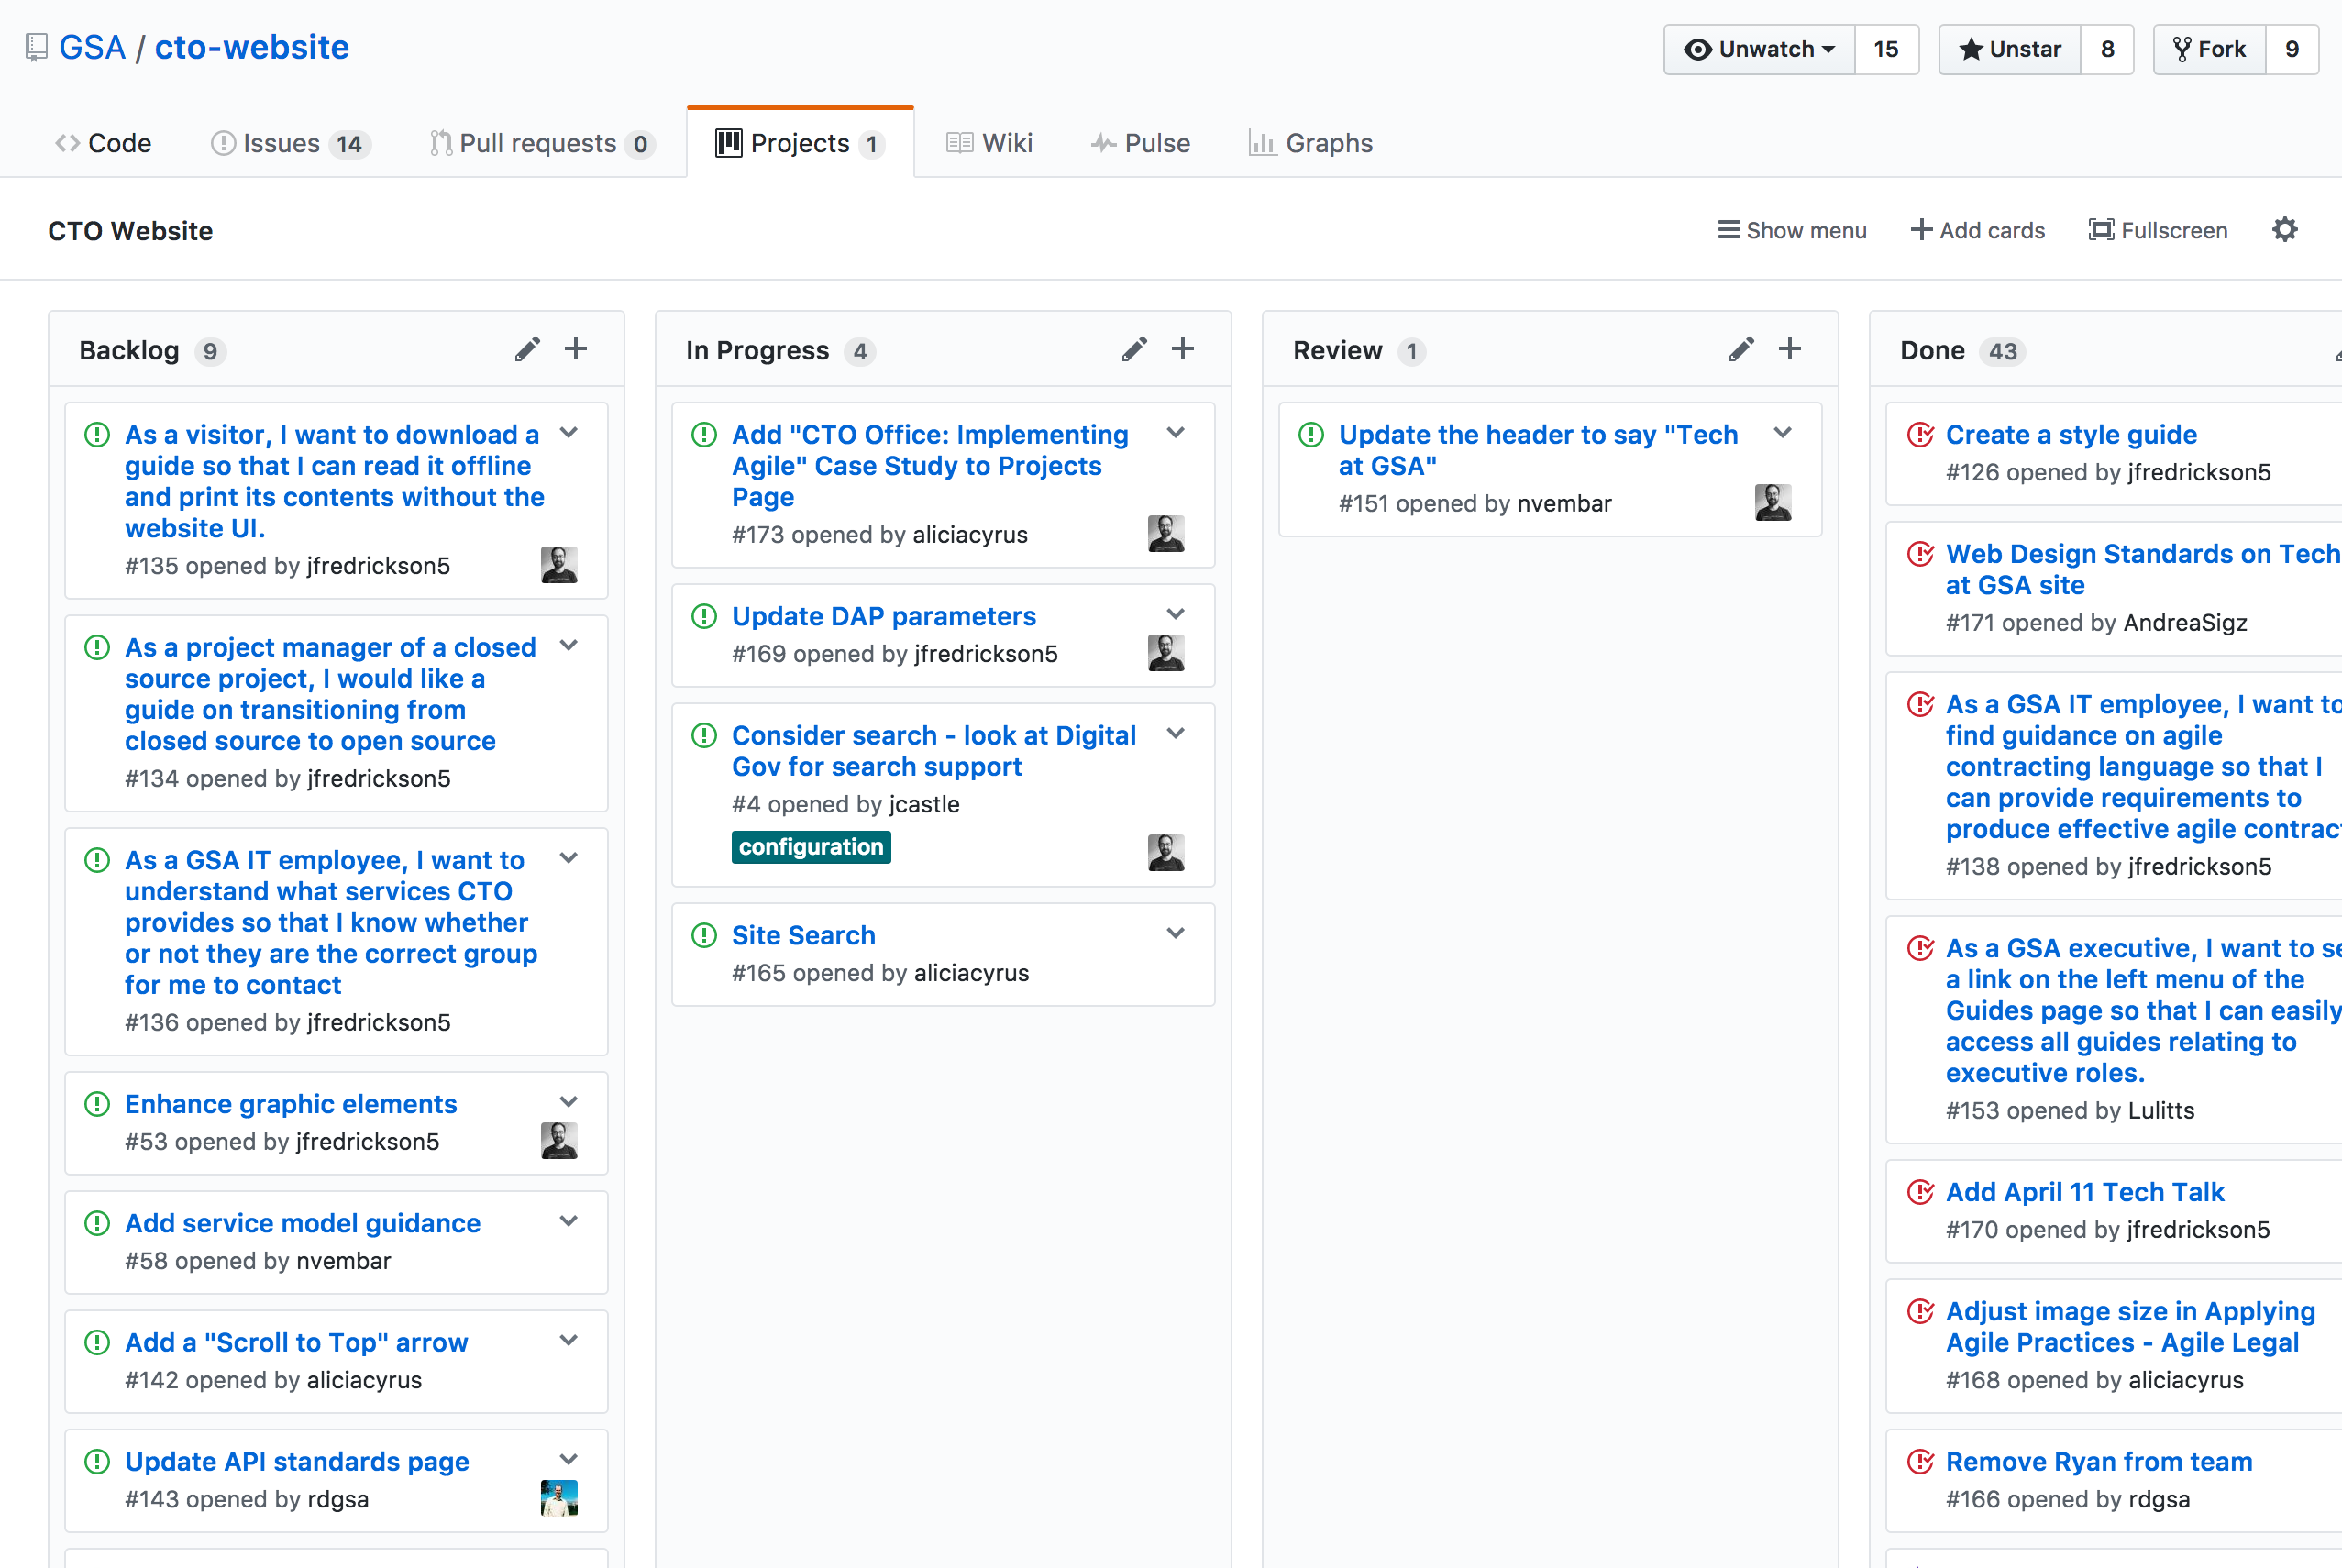 GSA / cto-website
Unwatch 15
Unstar 8
Fork 9
Code
Issues 14
Pull requests 0
Projects 1
Wiki
Pulse
Graphs
CTO Website
Show menu
Add cards
Fullscreen
Backlog 9
As a visitor, I want to download a
guide so that I can read it offline
and print its contents without the
website UI.
#135 opened by jfredrickson5
As a project manager of a closed
source project, I would like a
guide on transitioning from
closed source to open source
#134 opened by jfredrickson5
As a GSA IT employee, I want to
understand what services CTO
provides so that I know whether
or not they are the correct group
for me to contact
#136 opened by jfredrickson5
Enhance graphic elements
#53 opened by jfredrickson5
Add service model guidance
#58 opened by nvembar
Add a "Scroll to Top" arrow
#142 opened by aliciacyrus
Update API standards page
#143 opened by rdgsa
In Progress 4
Add "CTO Office: Implementing
Agile" Case Study to Projects
Page
#173 opened by aliciacyrus
Update DAP parameters
#169 opened by jfredrickson5
Consider search - look at Digital
Gov for search support
#4 opened by jcastle
configuration
Site Search
#165 opened by aliciacyrus
Review 1
Update the header to say "Tech
at GSA"
#151 opened by nvembar
Done 43
Create a style guide
#126 opened by jfredrickson5
Web Design Standards on Tech
at GSA site
#171 opened by AndreaSigz
As a GSA IT employee, I want to
find guidance on agile
contracting language so that I
can provide requirements to
produce effective agile contrac
#138 opened by jfredrickson5
As a GSA executive, I want to se
a link on the left menu of the
Guides page so that I can easily
access all guides relating to
executive roles.
#153 opened by Lulitts
Add April 11 Tech Talk
#170 opened by jfredrickson5
Adjust image size in Applying
Agile Practices - Agile Legal
#168 opened by aliciacyrus
Remove Ryan from team
#166 opened by rdgsa